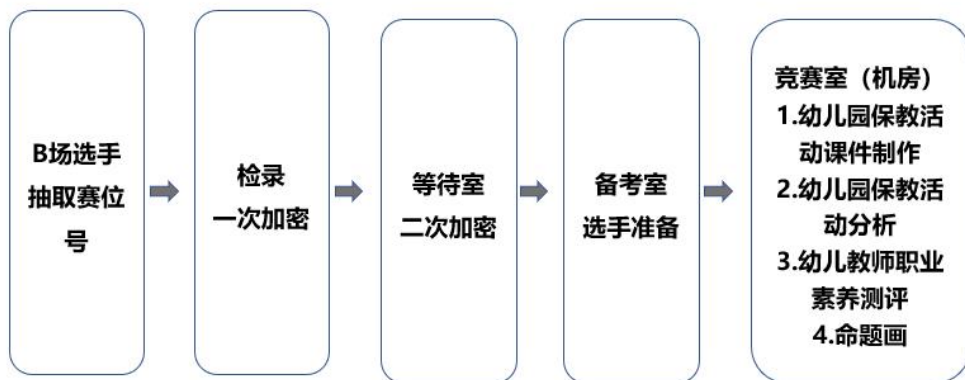 B场选手
抽取赛位
号
检录
一次加密
等待室
二次加密
备考室
选手准备
竞赛室（机房）
1.幼儿园保教活
动课件制作
2.幼儿园保教活
动分析
3.幼儿教师职业
素养测评
4.命题画